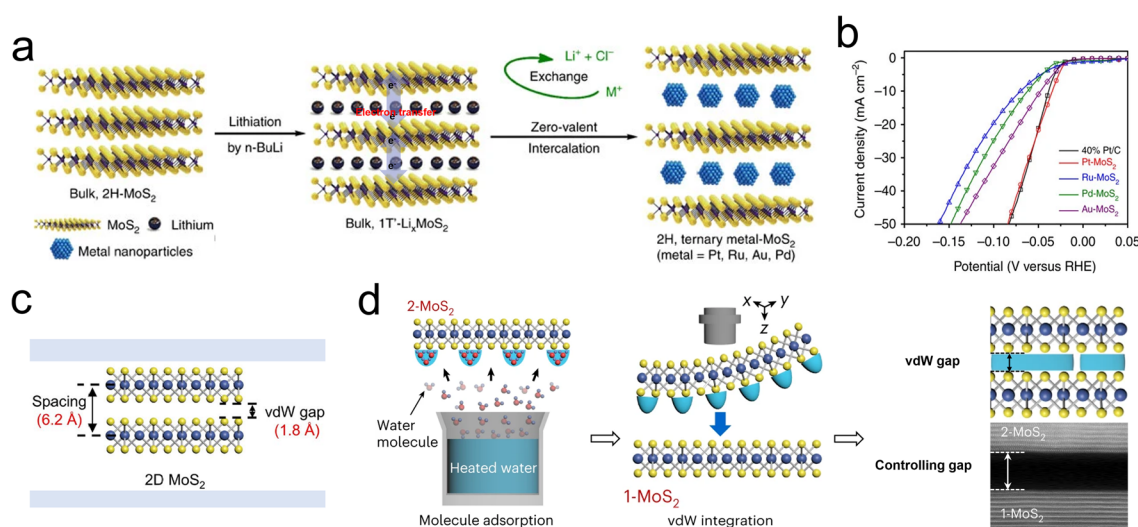 a
Lithiation
by n-BuLi
Bulk, 2H-MoS₂
MoS₂
Lithium
Metal nanoparticles
e⁻
Electron transfer
e⁻
e⁻
e⁻
Bulk, 1T'-LiₓMoS₂
Li⁺ + Cl⁻
Exchange
M⁺
Zero-valent
Intercalation
2H, ternary metal-MoS₂
(metal = Pt, Ru, Au, Pd)
b
Current density (mA cm⁻²)
0
−10
−20
−30
−40
−50
40% Pt/C
Pt-MoS₂
Ru-MoS₂
Pd-MoS₂
Au-MoS₂
−0.20
−0.15
−0.10
−0.05
0.00
0.05
Potential (V versus RHE)
c
Spacing
(6.2 Å)
vdW gap
(1.8 Å)
2D MoS₂
d
2-MoS₂
Water
molecule
Heated water
Molecule adsorption
x
y
z
1-MoS₂
vdW integration
vdW gap
Controlling gap
2-MoS₂
1-MoS₂